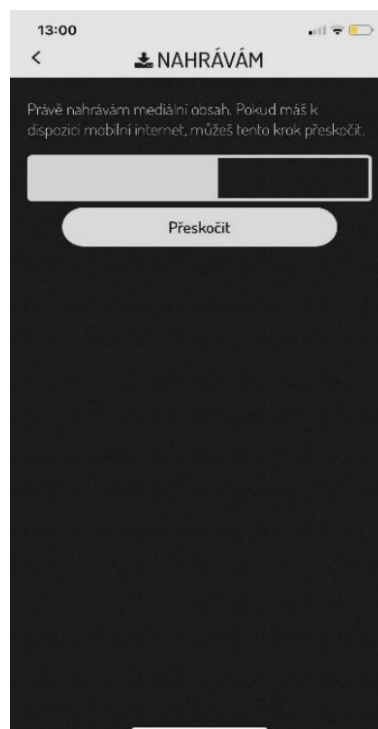 13:00
NAHRÁVÁM
Právě nahrávám mediální obsah. Pokud máš k
dispozici mobilní internet, můžeš tento krok přeskočit.
Přeskočit